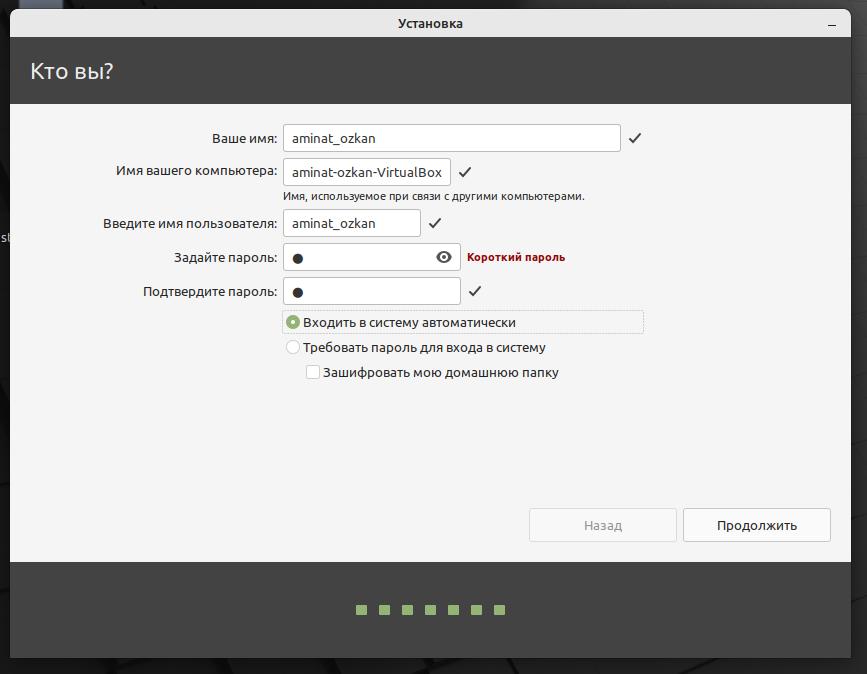 Установка
Кто вы?
Ваше имя: aminat_ozkan
Имя вашего компьютера: aminat-ozkan-VirtualBox
Имя, используемое при связи с другими компьютерами.
Введите имя пользователя: aminat_ozkan
st
Задайте пароль: ● Короткий пароль
Подтвердите пароль: ●
Входить в систему автоматически
Требовать пароль для входа в систему
Зашифровать мою домашнюю папку
Назад Продолжить